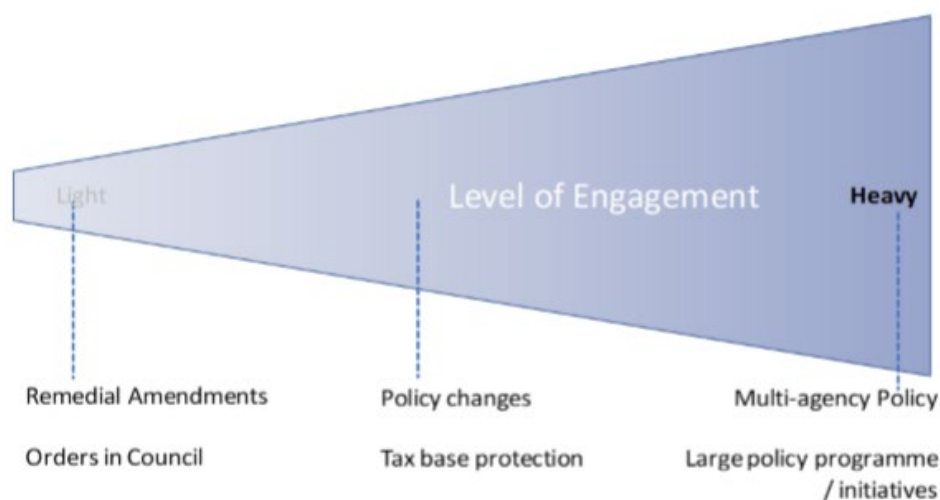 Light
Level of Engagement
Heavy
Remedial Amendments
Policy changes
Multi-agency Policy
Orders in Council
Tax base protection
Large policy programme
/ initiatives